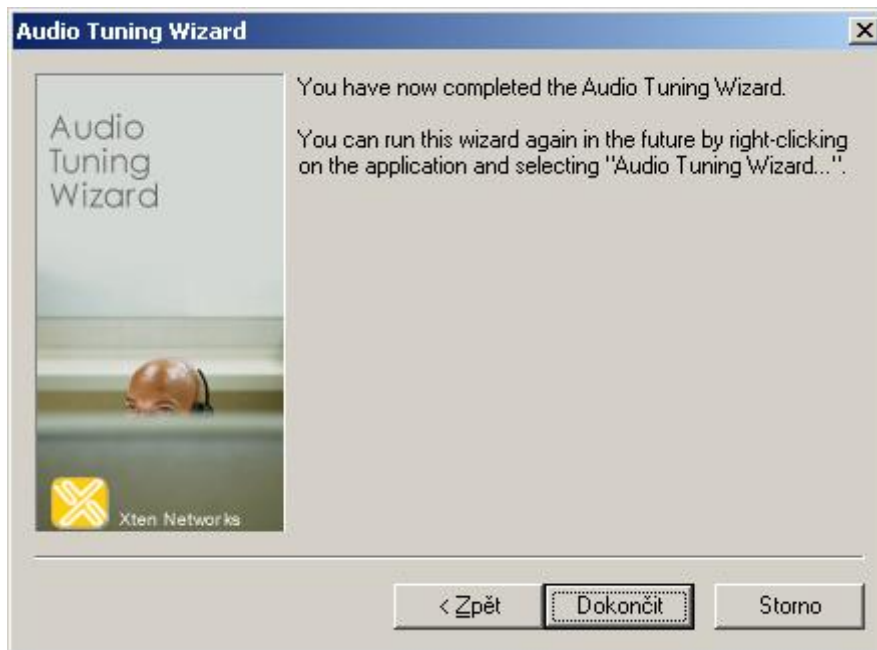 Audio Tuning Wizard
Audio
Tuning
Wizard
Xten Networks
You have now completed the Audio Tuning Wizard.
You can run this wizard again in the future by right-clicking
on the application and selecting "Audio Tuning Wizard...".
< Zpět
Dokončit
Storno